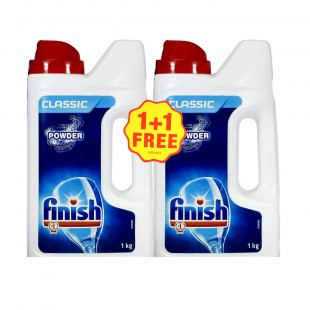 CLASSIC
POWDER
finish
1 kg
1+1
FREE
CLASSIC
POWDER
finish
1 kg